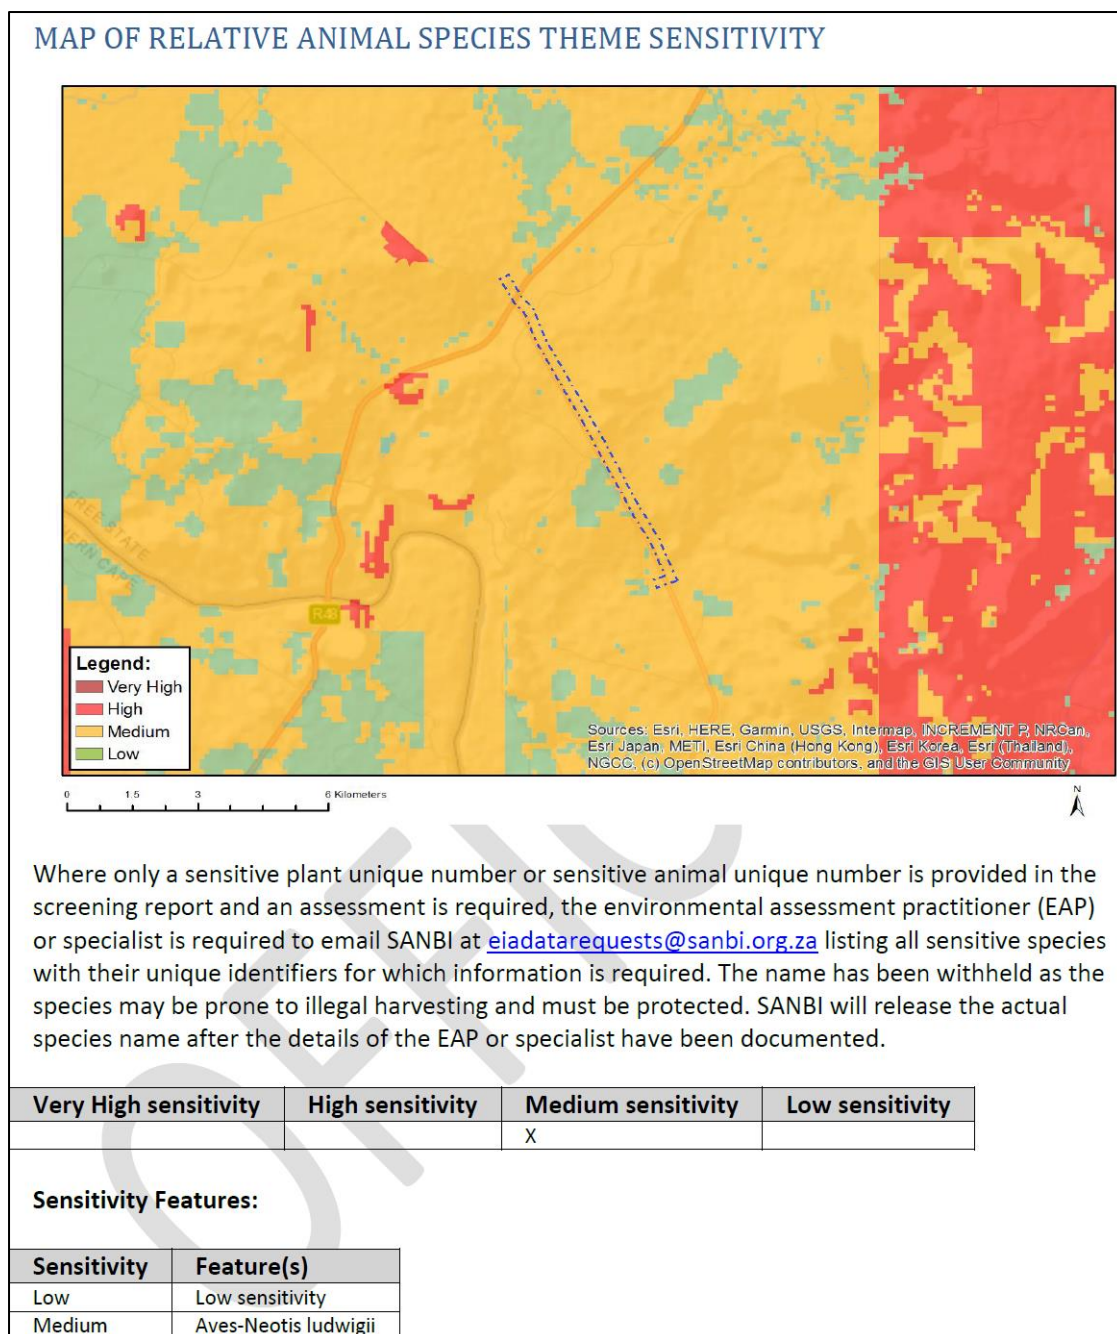 MAP OF RELATIVE ANIMAL SPECIES THEME SENSITIVITY
FREE STATE
R48
Legend:
Very High
High
Medium
Low
Sources: Esri, HERE, Garmin, USGS, Intermap, INCREMENT P, NRCan,
Esri Japan, METI, Esri China (Hong Kong), Esri Korea, Esri (Thailand),
NGCC, (c) OpenStreetMap contributors, and the GIS User Community
0 1.5 3 6 Kilometers
N
Where only a sensitive plant unique number or sensitive animal unique number is provided in the
screening report and an assessment is required, the environmental assessment practitioner (EAP)
or specialist is required to email SANBI at eiadatarequests@sanbi.org.za listing all sensitive species
with their unique identifiers for which information is required. The name has been withheld as the
species may be prone to illegal harvesting and must be protected. SANBI will release the actual
species name after the details of the EAP or specialist have been documented.
Very High sensitivity High sensitivity Medium sensitivity Low sensitivity
X
Sensitivity Features:
Sensitivity Feature(s)
Low Low sensitivity
Medium Aves-Neotis ludwigii